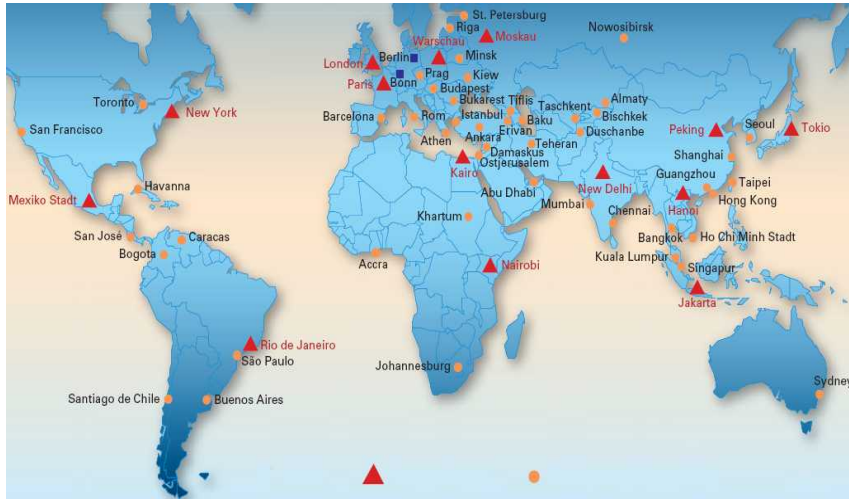 St. Petersburg
Nowosibirsk
Riga
Moskau
Warschau
Berlin
Minsk
London
Prag
Kiew
Paris
Bonn
Budapest
Toronto
New York
Bukarest
Tiflis
Taschkent
Almaty
Bischkek
Barcelona
Rom
Istanbul
Baku
San Francisco
Eriwan
Duschanbe
Peking
Seoul
Tokio
Athen
Ankara
Teheran
Damaskus
Shanghai
Ostjerusalem
Kairo
Guangzhou
Havanna
Abu Dhabi
New Delhi
Taipei
Mexiko Stadt
Mumbai
Hanoi
Hong Kong
Khartum
Chennai
San José
Caracas
Bangkok
Ho Chi Minh Stadt
Bogota
Accra
Nairobi
Kuala Lumpur
Singapur
Jakarta
Rio de Janeiro
São Paulo
Johannesburg
Sydney
Santiago de Chile
Buenos Aires